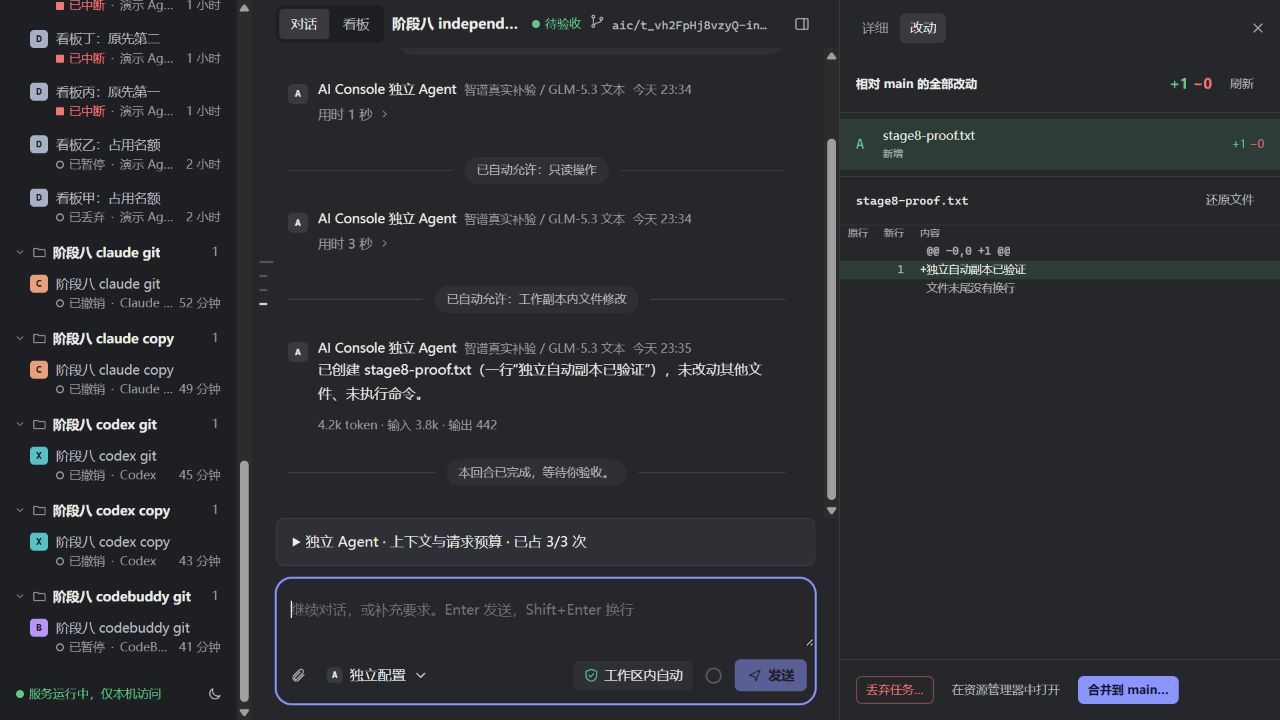 已中断 · 演示 Ag... 1 小时
D 看板丁：原先第二
已中断 · 演示 Ag... 1 小时
D 看板丙：原先第一
已中断 · 演示 Ag... 1 小时
D 看板乙：占用名额
已暂停 · 演示 Ag... 2 小时
D 看板甲：占用名额
已丢弃 · 演示 Ag... 2 小时
阶段八 claude git 1
C 阶段八 claude git
已撤销 · Claude ... 52 分钟
阶段八 claude copy 1
C 阶段八 claude copy
已撤销 · Claude ... 49 分钟
阶段八 codex git 1
X 阶段八 codex git
已撤销 · Codex 45 分钟
阶段八 codex copy 1
X 阶段八 codex copy
已撤销 · Codex 43 分钟
阶段八 codebuddy git 1
B 阶段八 codebuddy git
已暂停 · CodeB... 41 分钟
服务运行中，仅本机访问
对话 看板 阶段八 independ... 待验收 aic/t_vh2FpHj8vzyQ-in...
A AI Console 独立 Agent 智谱真实补验 / GLM-5.3 文本 今天 23:34
用时 1 秒
已自动允许：只读操作
A AI Console 独立 Agent 智谱真实补验 / GLM-5.3 文本 今天 23:34
用时 3 秒
已自动允许：工作副本内文件修改
A AI Console 独立 Agent 智谱真实补验 / GLM-5.3 文本 今天 23:35
已创建 stage8-proof.txt（一行“独立自动副本已验证”），未改动其他文
件、未执行命令。
4.2k token · 输入 3.8k · 输出 442
本回合已完成，等待你验收。
独立 Agent · 上下文与请求预算 · 已占 3/3 次
继续对话，或补充要求。Enter 发送，Shift+Enter 换行
A 独立配置 工作区内自动 发送
详细 改动
相对 main 的全部改动 +1 −0 刷新
A stage8-proof.txt +1 −0
新增
stage8-proof.txt 还原文件
原行 新行 内容
@@ -0,0 +1 @@
1 +独立自动副本已验证
文件末尾没有换行
丢弃任务... 在资源管理器中打开 合并到 main...